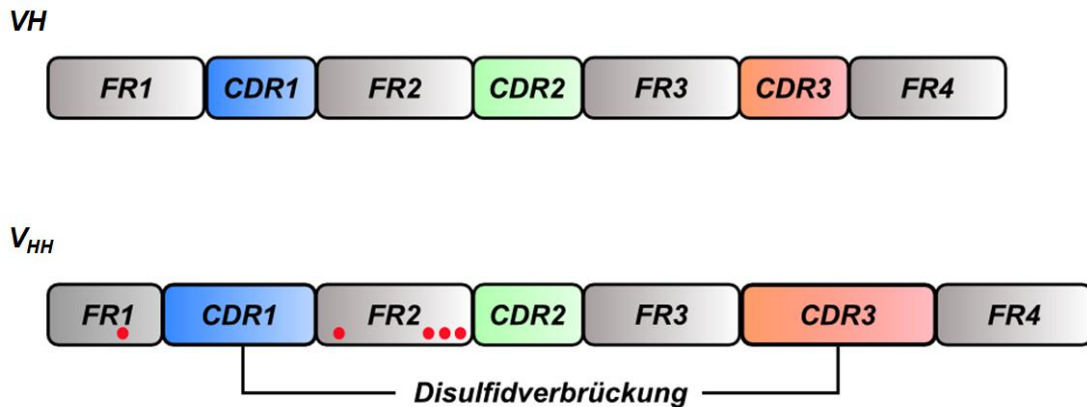 VH
FR1 CDR1 FR2 CDR2 FR3 CDR3 FR4
VHH
FR1 CDR1 FR2 CDR2 FR3 CDR3 FR4
Disulfidverbrückung